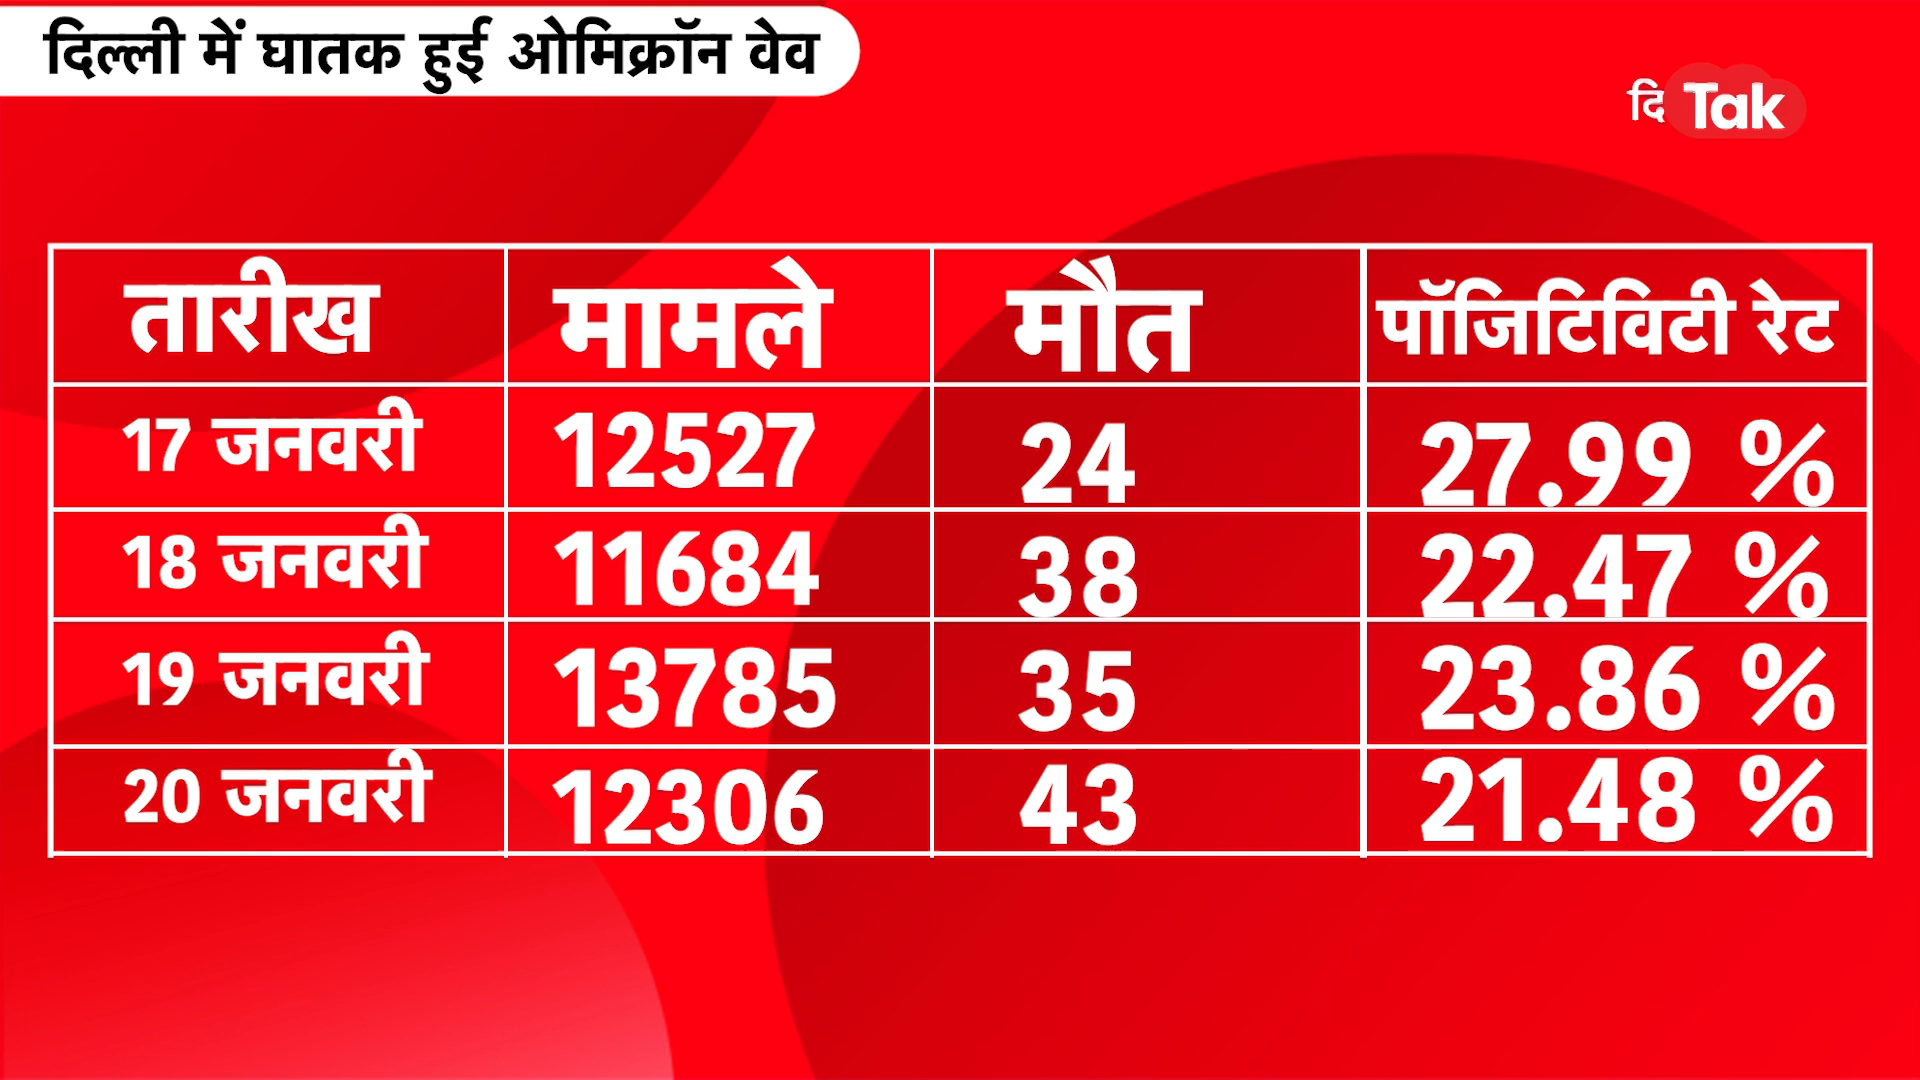 दिल्ली में घातक हुई ओमिक्रॉन वेव
दि Tak
तारीख मामले मौत पॉजिटिविटी रेट
17 जनवरी 12527 24 27.99 %
18 जनवरी 11684 38 22.47 %
19 जनवरी 13785 35 23.86 %
20 जनवरी 12306 43 21.48 %